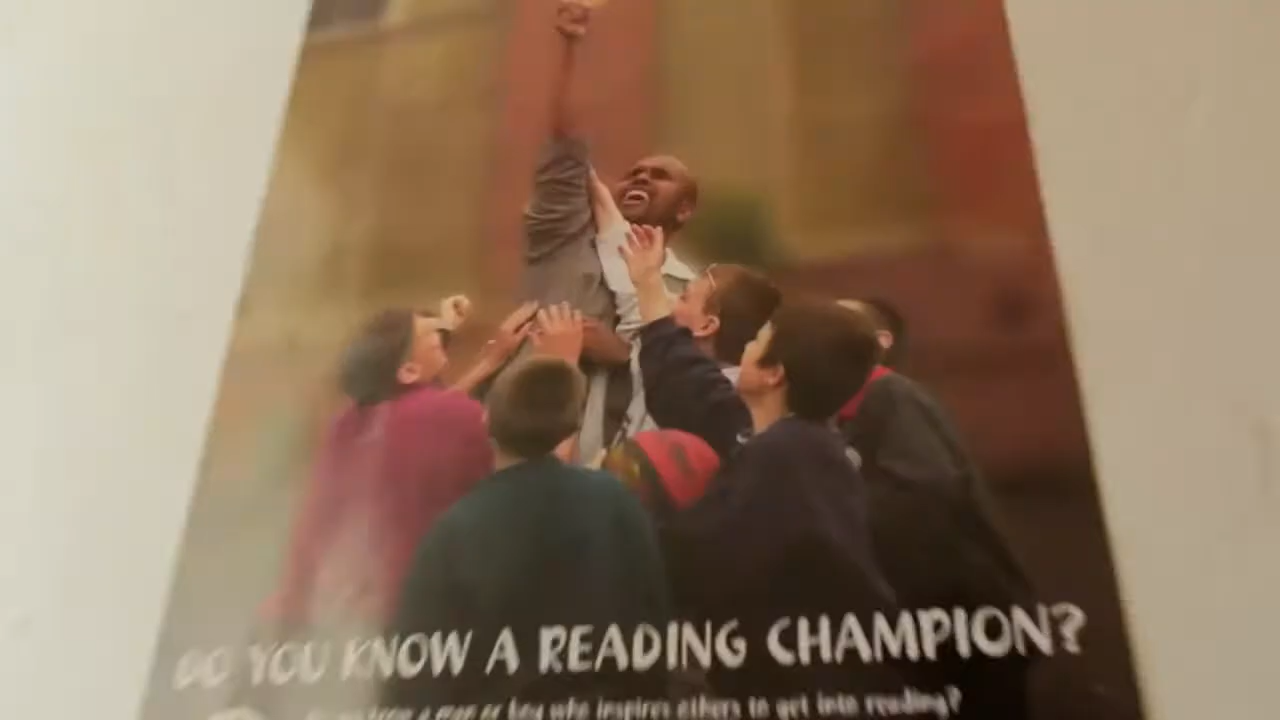 DO YOU KNOW A READING CHAMPION?
a man or boy who inspires others to get into reading?